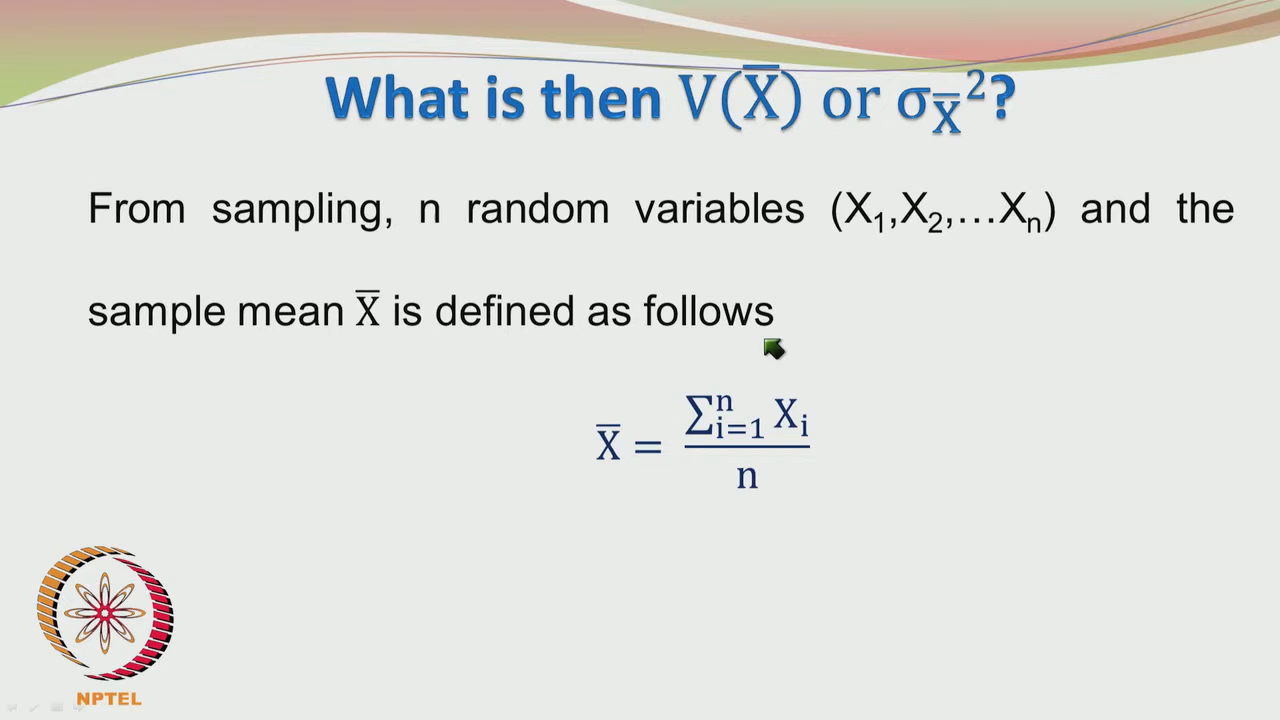 What is then V(X̅) or σ_X̅²?
From sampling, n random variables (X₁,X₂,…Xₙ) and the
sample mean X̅ is defined as follows
X̅ = ∑ⁿᵢ₌₁ Xᵢ / n
NPTEL